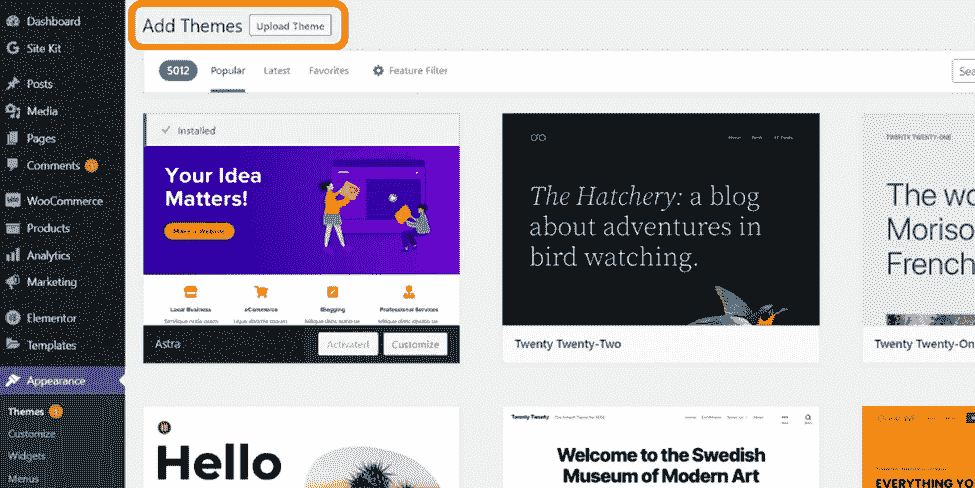 Dashboard
Site Kit
Posts
Media
Pages
Comments 1
WooCommerce
Products
Analytics
Marketing
Elementor
Templates
Appearance
Themes 1
Customize
Widgets
Menus
Add Themes Upload Theme
5012 Popular Latest Favorites Feature Filter
Sea
Installed
Your Idea
Matters!
Make a Website
Local Business eCommerce Blogging Professional Services
Astra Activated Customize
The Hatchery: a blog
about adventures in
bird watching.
Twenty Twenty-Two
TWENTY TWENTY-ONE
The wo
Moriso
French
Twenty Twenty-On
Hello
Twenty Twenty
Welcome to the Swedish
Museum of Modern Art
EVERYTHING YO